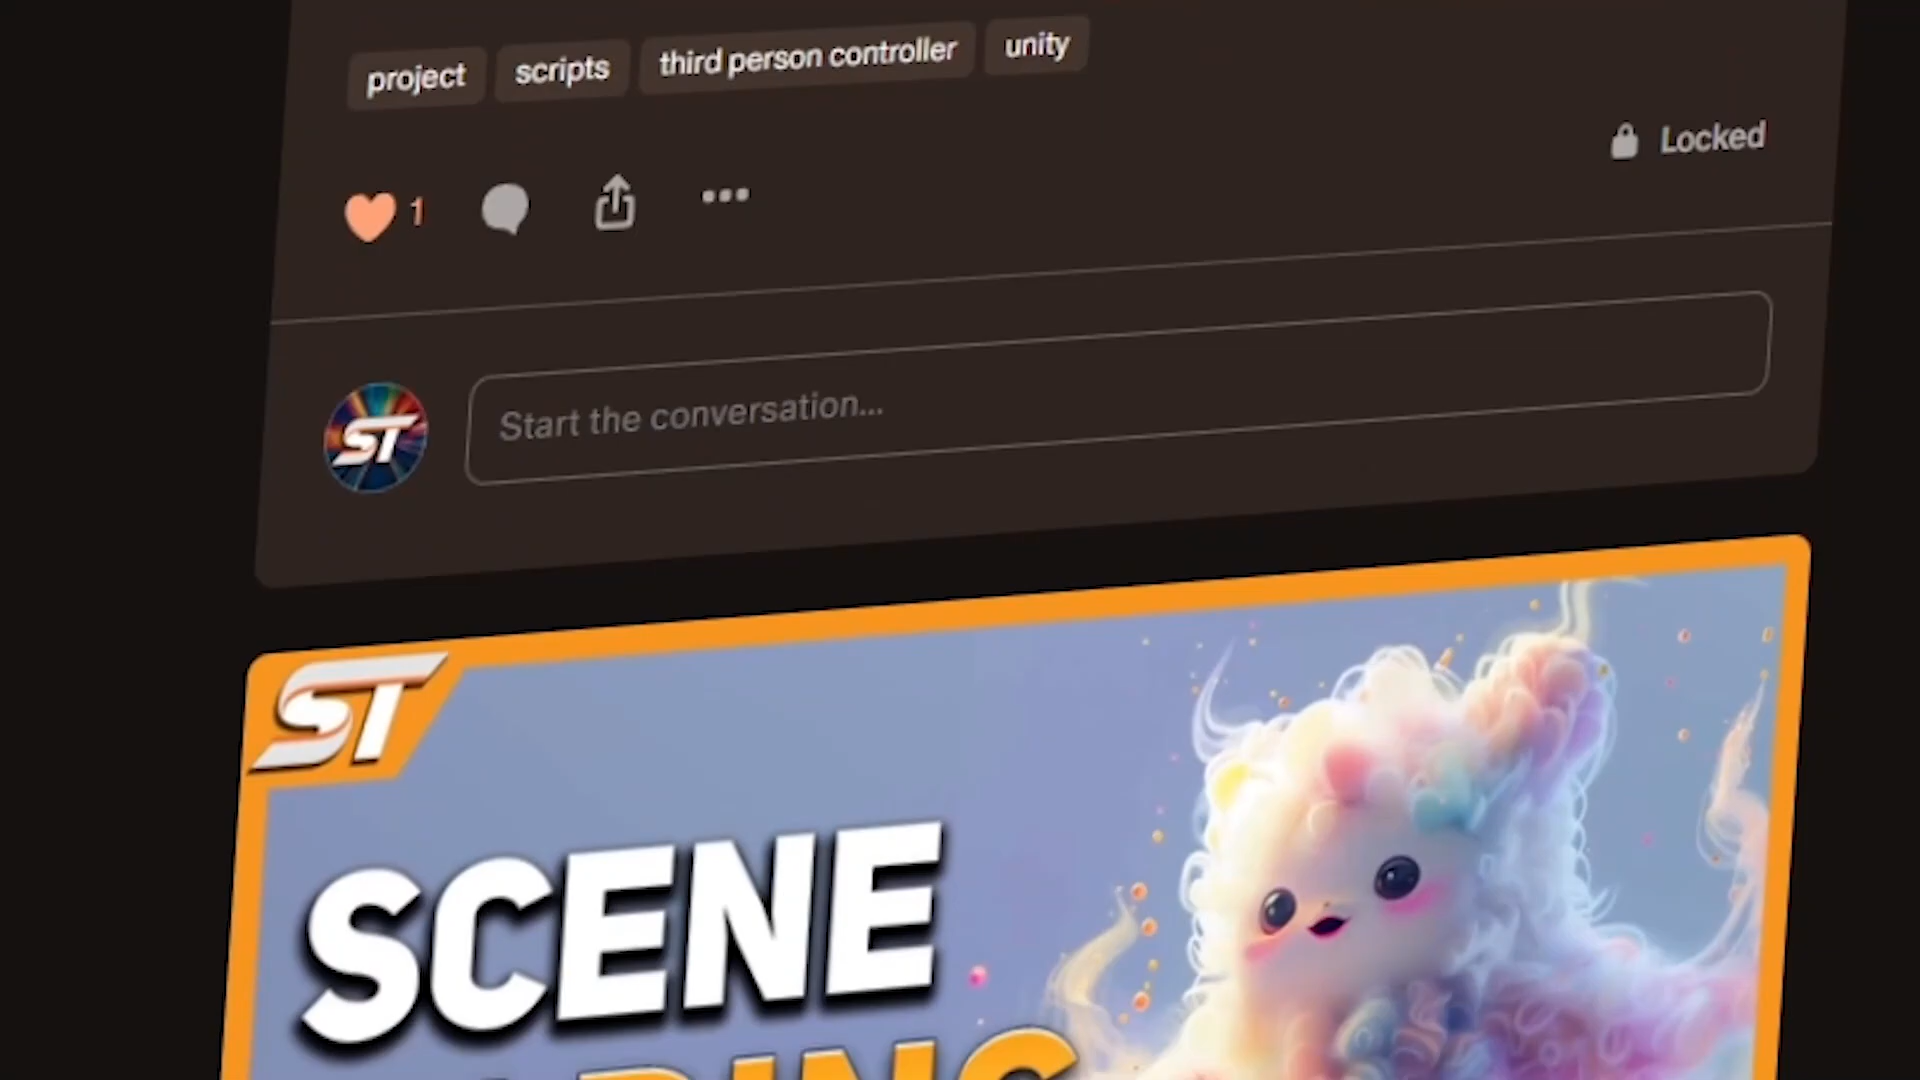 project scripts third person controller unity
Locked
1
ST Start the conversation...
ST
SCENE